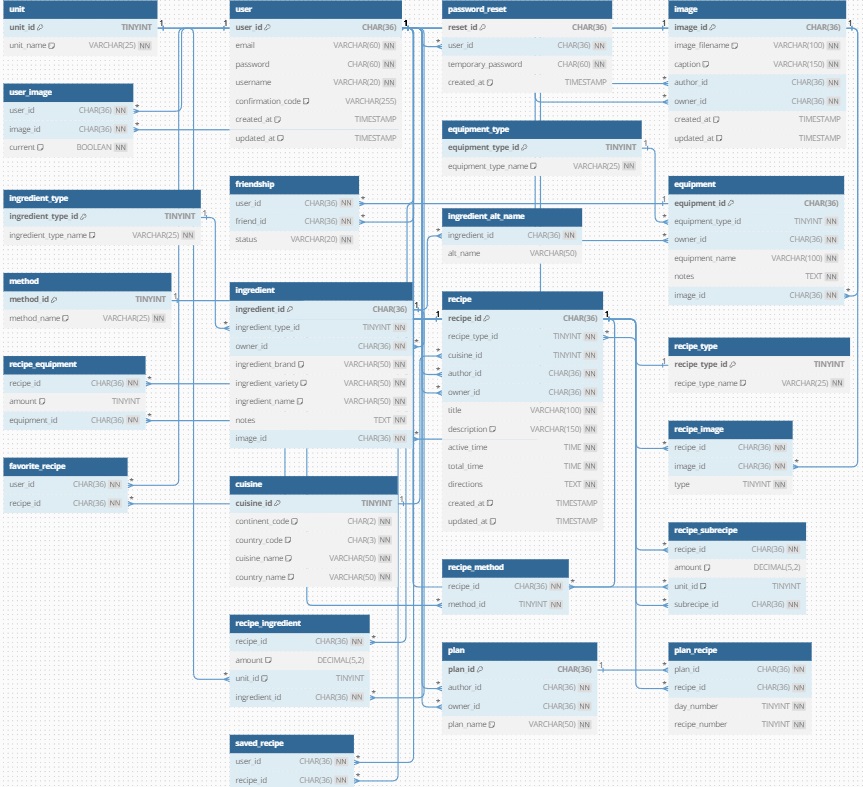 unit
unit_id TINYINT
unit_name VARCHAR(25) NN
user_image
user_id CHAR(36) NN
image_id CHAR(36) NN
current BOOLEAN NN
ingredient_type
ingredient_type_id TINYINT
ingredient_type_name VARCHAR(25) NN
method
method_id TINYINT
method_name VARCHAR(25) NN
recipe_equipment
recipe_id CHAR(36) NN
amount TINYINT
equipment_id CHAR(36) NN
favorite_recipe
user_id CHAR(36) NN
recipe_id CHAR(36) NN
user
user_id CHAR(36)
email VARCHAR(60) NN
password CHAR(60) NN
username VARCHAR(20) NN
confirmation_code VARCHAR(255)
created_at TIMESTAMP
updated_at TIMESTAMP
friendship
user_id CHAR(36) NN
friend_id CHAR(36) NN
status VARCHAR(20) NN
ingredient
ingredient_id CHAR(36)
ingredient_type_id TINYINT NN
owner_id CHAR(36) NN
ingredient_brand VARCHAR(50) NN
ingredient_variety VARCHAR(50) NN
ingredient_name VARCHAR(50) NN
notes TEXT NN
image_id CHAR(36) NN
cuisine
cuisine_id TINYINT
continent_code CHAR(2) NN
country_code CHAR(3) NN
cuisine_name VARCHAR(50) NN
country_name VARCHAR(50) NN
recipe_ingredient
recipe_id CHAR(36) NN
amount DECIMAL(5,2)
unit_id TINYINT
ingredient_id CHAR(36) NN
saved_recipe
user_id CHAR(36) NN
recipe_id CHAR(36) NN
password_reset
reset_id CHAR(36)
user_id CHAR(36) NN
temporary_password CHAR(60) NN
created_at TIMESTAMP
equipment_type
equipment_type_id TINYINT
equipment_type_name VARCHAR(25) NN
ingredient_alt_name
ingredient_id CHAR(36) NN
alt_name VARCHAR(50)
recipe
recipe_id CHAR(36)
recipe_type_id TINYINT NN
cuisine_id TINYINT NN
author_id CHAR(36) NN
owner_id CHAR(36) NN
title VARCHAR(100) NN
description VARCHAR(150) NN
active_time TIME NN
total_time TIME NN
directions TEXT NN
created_at TIMESTAMP
updated_at TIMESTAMP
recipe_method
recipe_id CHAR(36) NN
method_id TINYINT NN
plan
plan_id CHAR(36)
author_id CHAR(36) NN
owner_id CHAR(36) NN
plan_name VARCHAR(50) NN
image
image_id CHAR(36)
image_filename VARCHAR(100) NN
caption VARCHAR(150) NN
author_id CHAR(36) NN
owner_id CHAR(36) NN
created_at TIMESTAMP
updated_at TIMESTAMP
equipment
equipment_id CHAR(36)
equipment_type_id TINYINT NN
owner_id CHAR(36) NN
equipment_name VARCHAR(100) NN
notes TEXT NN
image_id CHAR(36) NN
recipe_type
recipe_type_id TINYINT
recipe_type_name VARCHAR(25) NN
recipe_image
recipe_id CHAR(36) NN
image_id CHAR(36) NN
type TINYINT NN
recipe_subrecipe
recipe_id CHAR(36) NN
amount DECIMAL(5,2)
unit_id TINYINT
subrecipe_id CHAR(36) NN
plan_recipe
plan_id CHAR(36) NN
recipe_id CHAR(36) NN
day_number TINYINT NN
recipe_number TINYINT NN